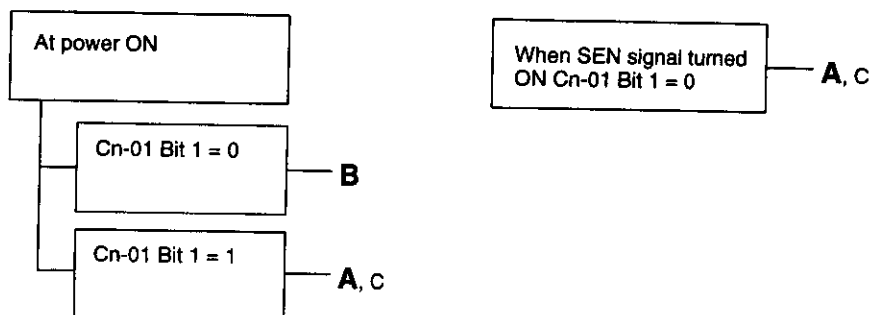 At power ON
Cn-01 Bit 1 = 0
B
Cn-01 Bit 1 = 1
A, C
When SEN signal turned
ON Cn-01 Bit 1 = 0
A, C